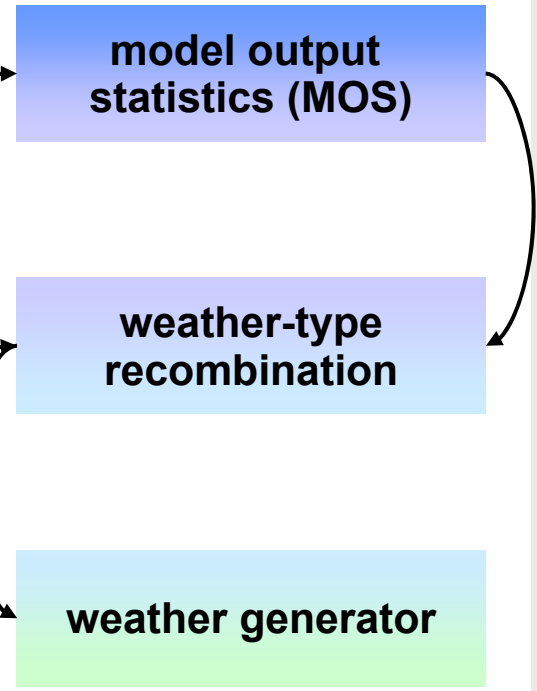 model output
statistics (MOS)
weather-type
recombination
weather generator